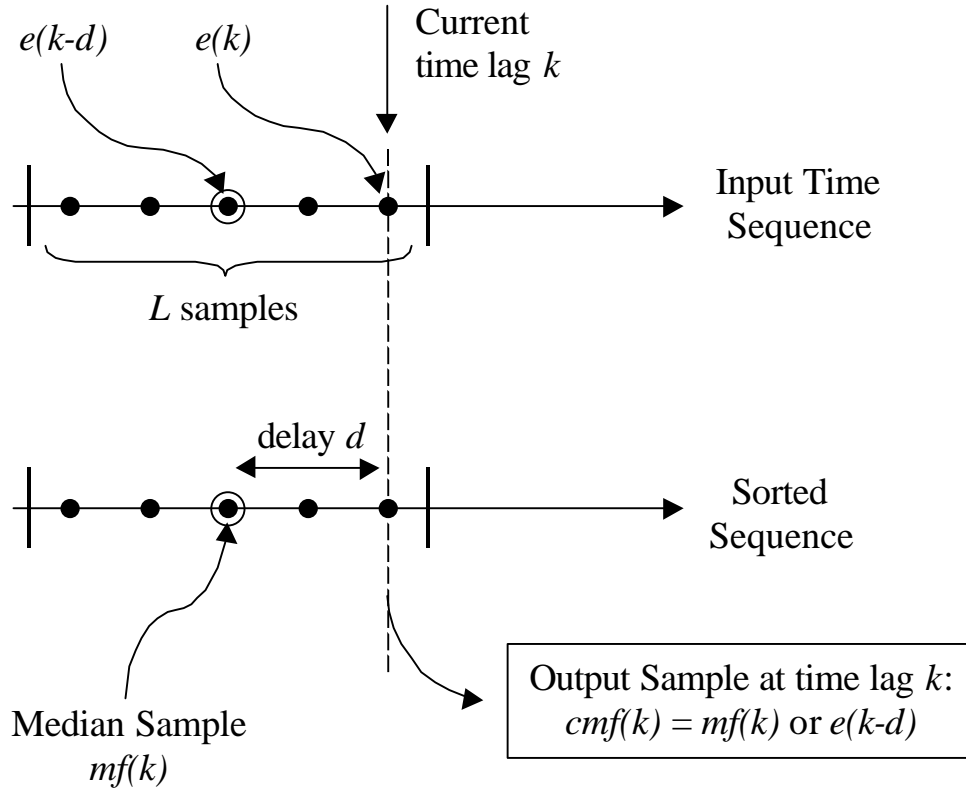 e(k-d)
e(k)
Current
time lag k
Input Time
Sequence
L samples
delay d
Sorted
Sequence
Median Sample
mf(k)
Output Sample at time lag k:
cmf(k) = mf(k) or e(k-d)